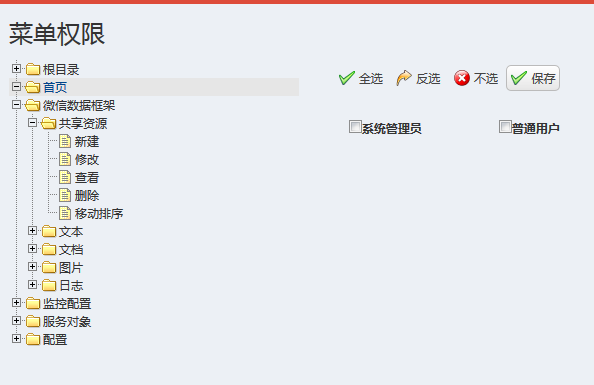 菜单权限
根目录
首页
微信数据框架
共享资源
新建
修改
查看
删除
移动排序
文本
文档
图片
日志
监控配置
服务对象
配置
全选 反选 不选 保存
系统管理员 普通用户